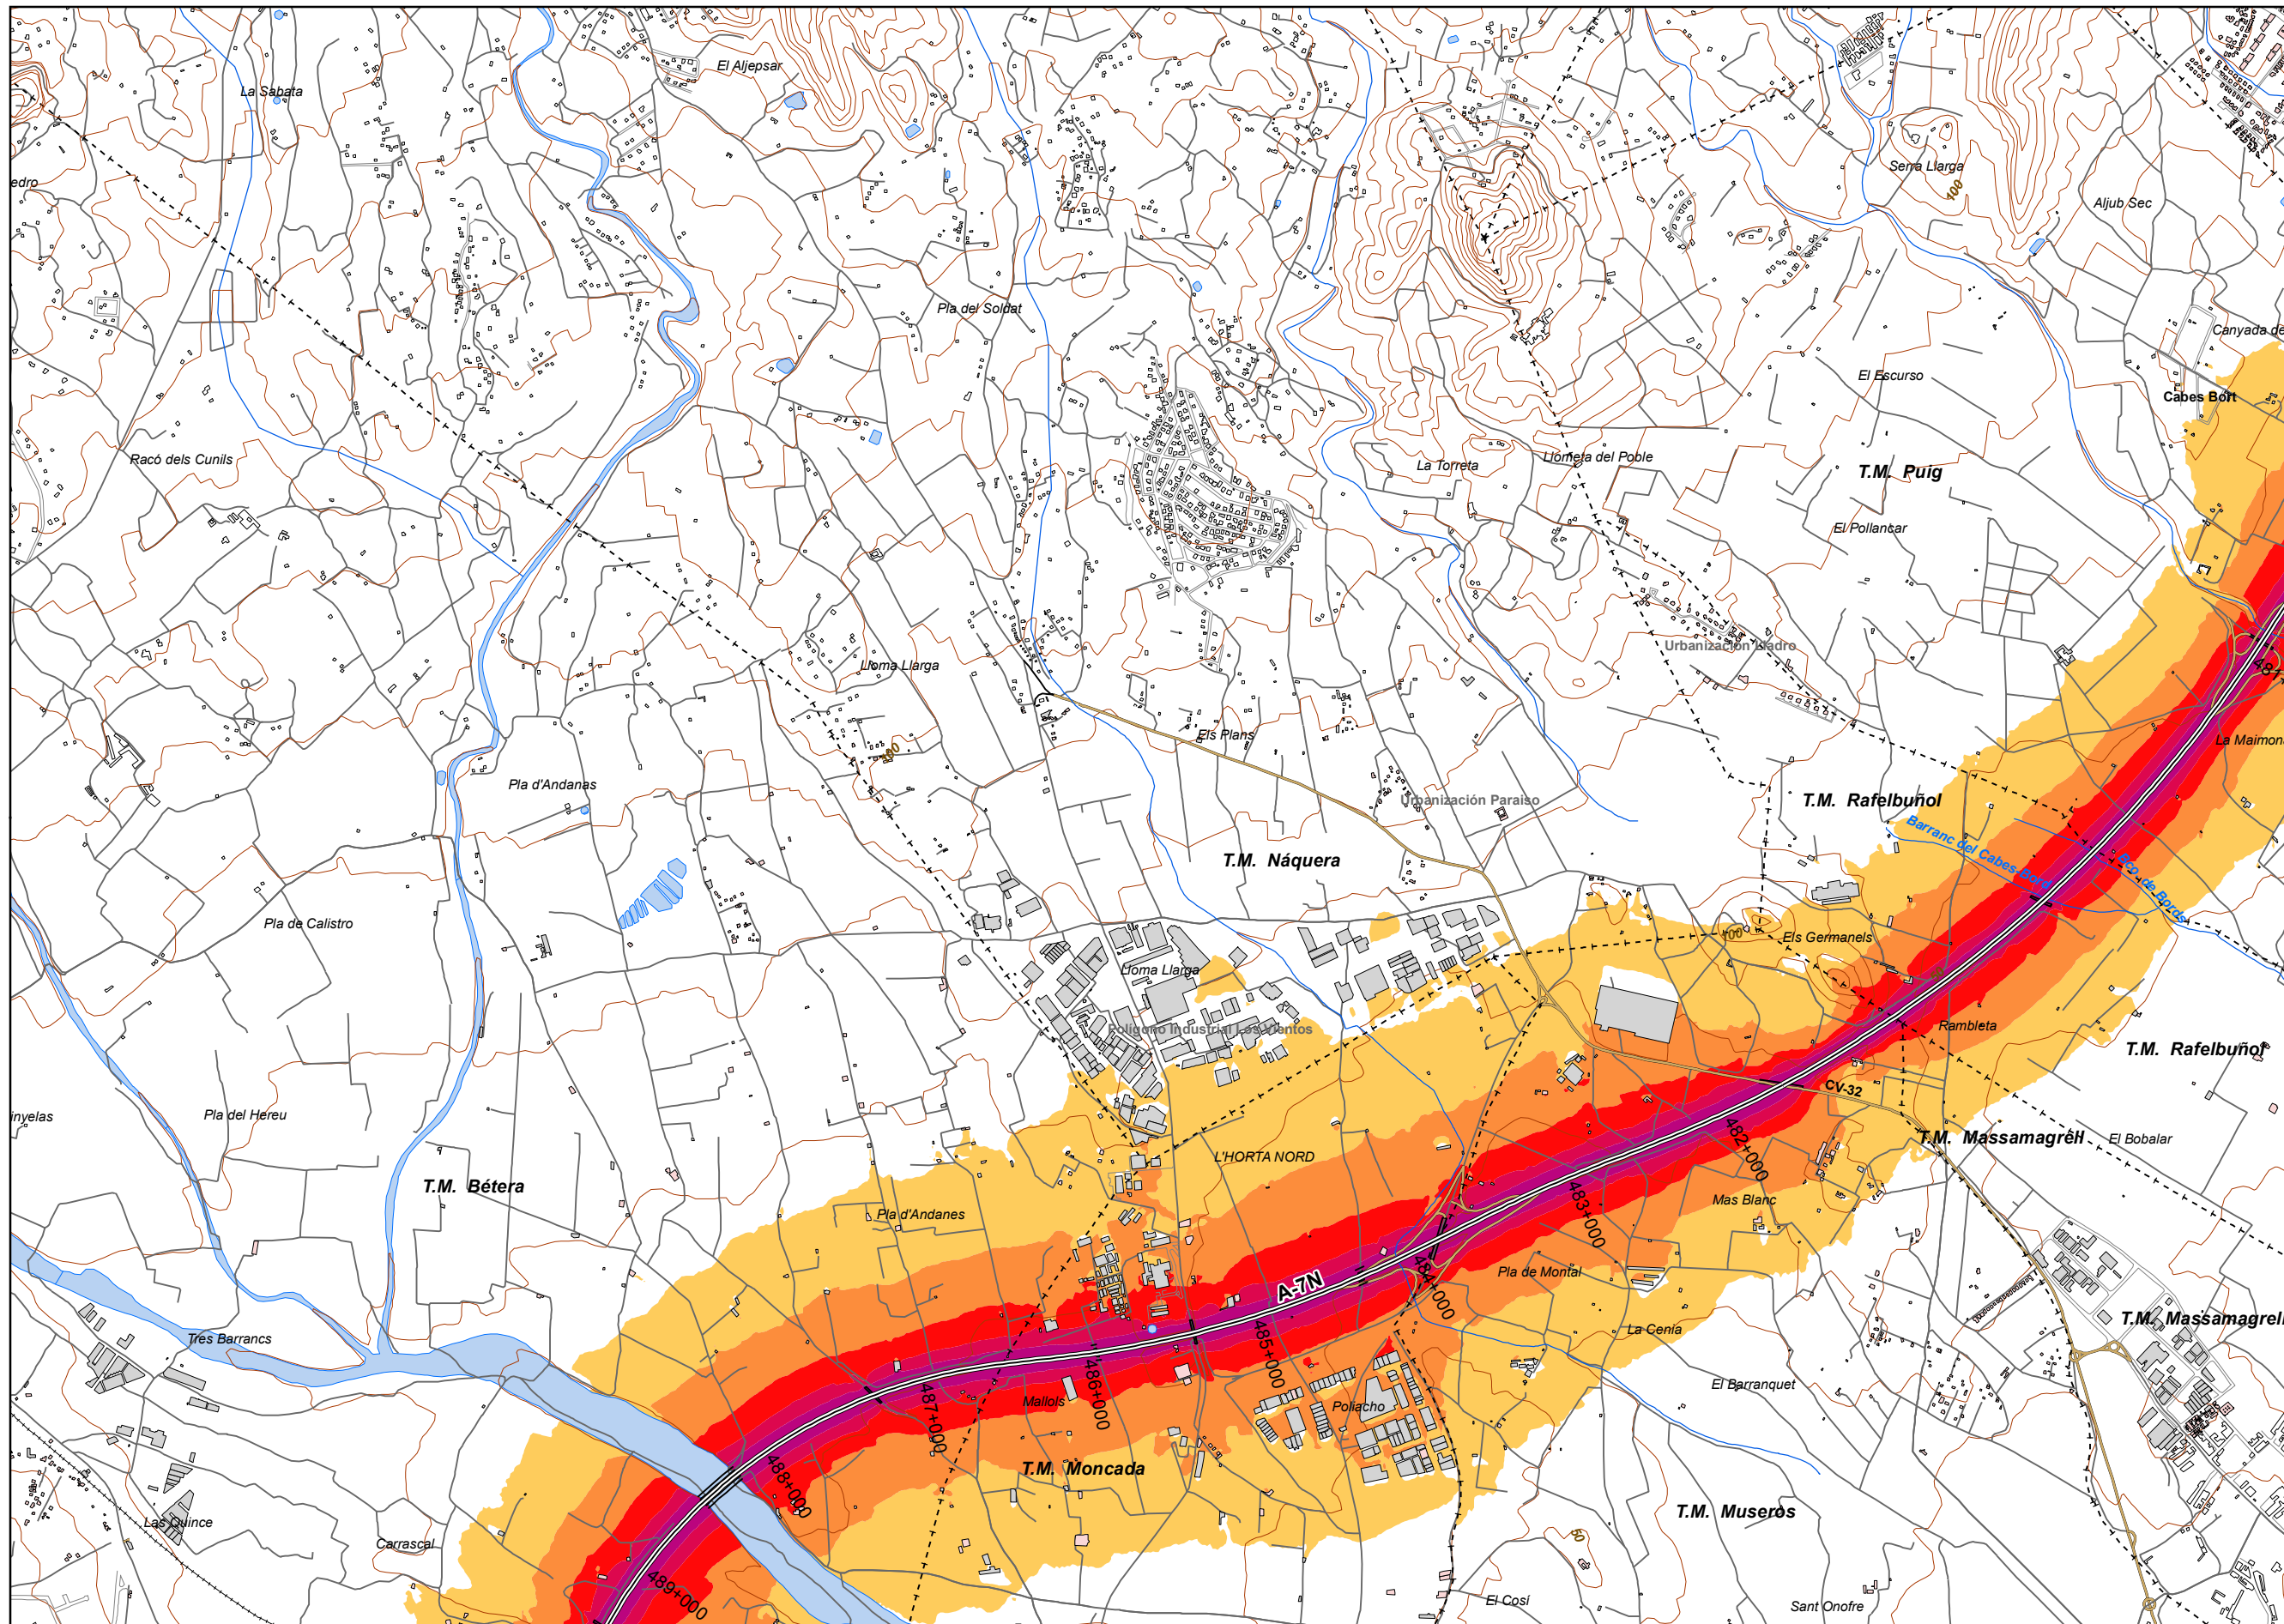 El Aljepsar
La Sabata
Serra Llarga
100
edro
Aljub Sec
Pla del Soldat
Canyada de
El Escurso
Cabes Bort
Racó dels Cunils
La Torreta
Llometa del Poble
T.M. Puig
El Pollancar
Urbanización Lladro
Lloma Llarga
481+
Els Plans
La Maimona
100
Pla d'Andanas
Urbanización Paraiso
T.M. Rafelbuñol
Barranc del Cabes-Bord
T.M. Náquera
Bco. de Bords
Pla de Calistro
100
Els Germanels
Lloma Llarga
Polígono Industrial Los Vientos
Rambleta
T.M. Rafelbuñol
CV-32
inyelas
Pla del Hereu
T.M. Massamagrell
El Bobalar
482+000
L'HORTA NORD
T.M. Bétera
Mas Blanc
Pla d'Andanes
483+000
Pla de Montal
A-7N
484+000
T.M. Massamagrell
Tres Barrancs
La Cenia
485+000
El Barranquet
486+000
Mallols
Poliacho
487+000
T.M. Moncada
488+000
T.M. Museros
Las Quince
50
Carrascal
489+000
El Cosí
Sant Onofre